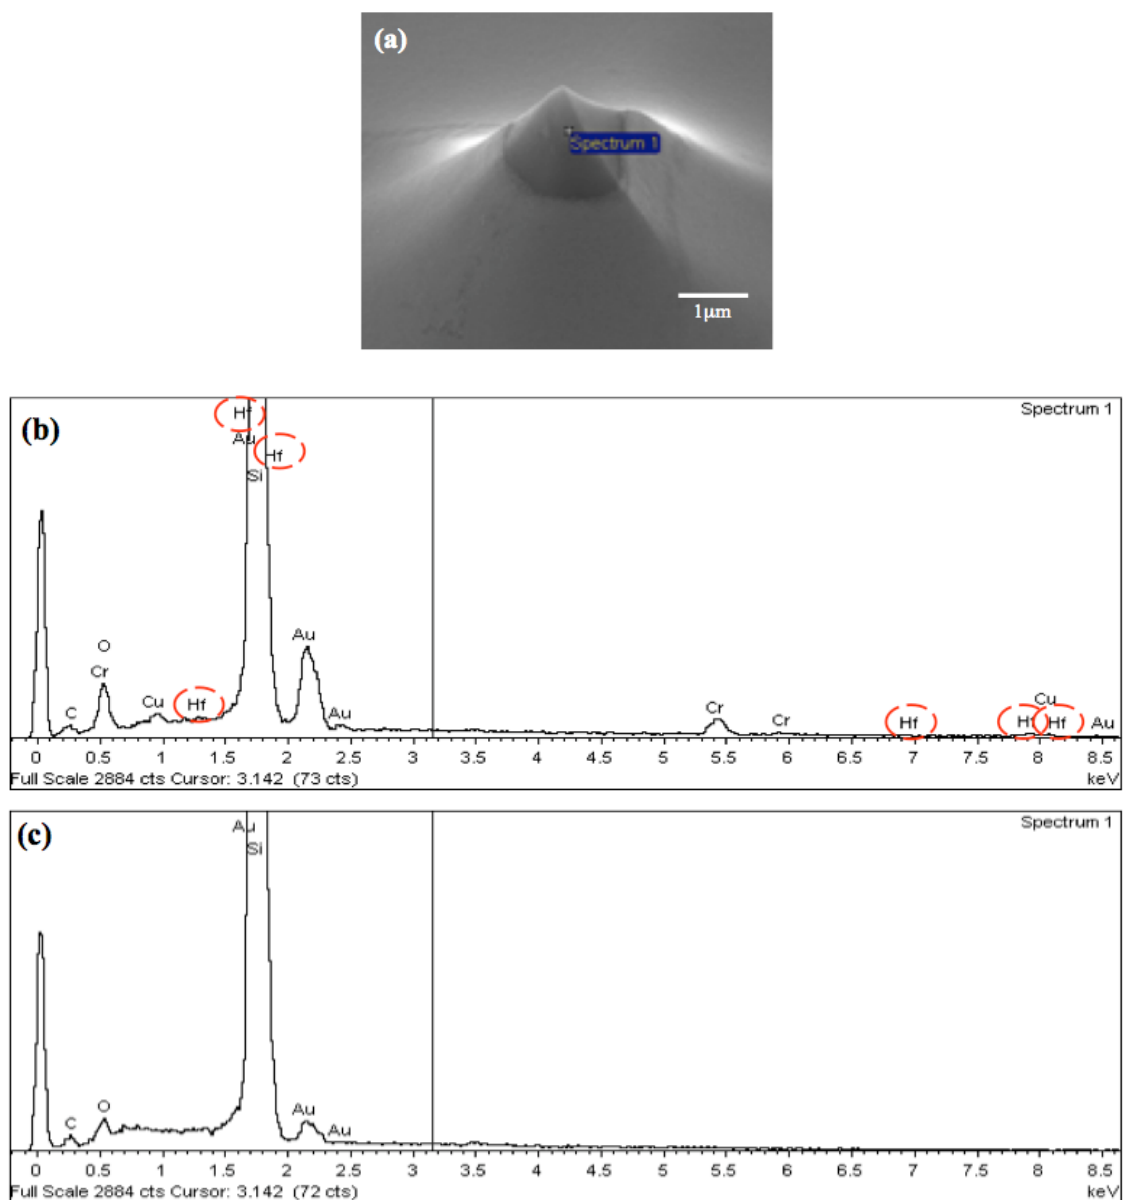 (a)
Spectrum 1
1μm
(b)
Spectrum 1
Hf
Au
Hf
Si
O
Cr
C
Cu
Hf
Au
Au
Cr
Cr
Hf
Cu
Hf
Hf
Au
0 0.5 1 1.5 2 2.5 3 3.5 4 4.5 5 5.5 6 6.5 7 7.5 8 8.5
Full Scale 2884 cts Cursor: 3.142 (73 cts) keV
(c)
Spectrum 1
Au
Si
C
O
Au
Au
0 0.5 1 1.5 2 2.5 3 3.5 4 4.5 5 5.5 6 6.5 7 7.5 8 8.5
Full Scale 2884 cts Cursor: 3.142 (72 cts) keV